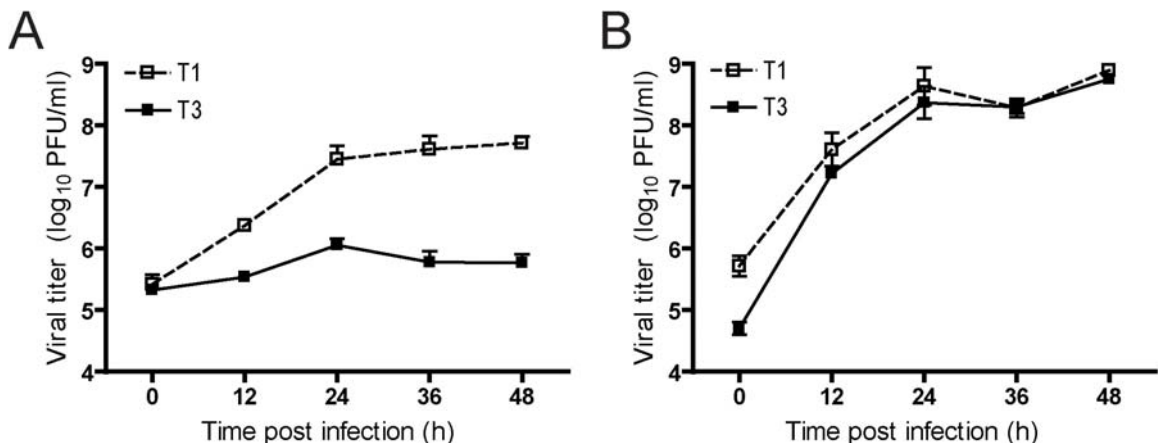 A
Viral titer (log10 PFU/ml)
9
8
7
6
5
4
T1
T3
0 12 24 36 48
Time post infection (h)
B
Viral titer (log10 PFU/ml)
9
8
7
6
5
4
T1
T3
0 12 24 36 48
Time post infection (h)